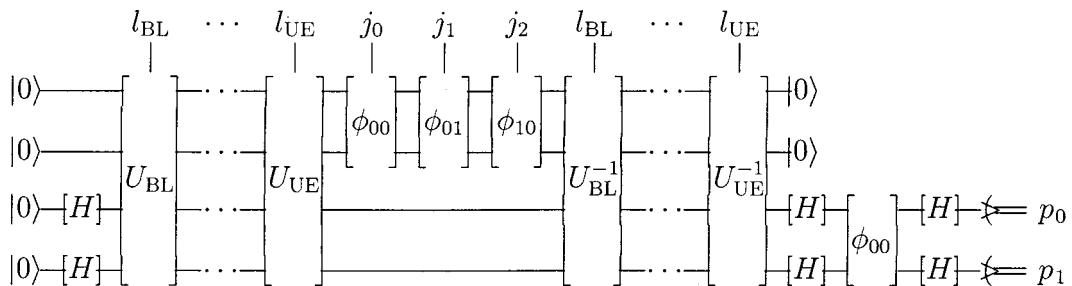 l_BL ⋯ l_UE j_0 j_1 j_2 l_BL ⋯ l_UE
|0⟩ ⋯ ⋯ |0⟩
ϕ_00 ϕ_01 ϕ_10
|0⟩ ⋯ ⋯ |0⟩
U_BL U_UE U_BL^{-1} U_UE^{-1}
|0⟩ [H] ⋯ ⋯ [H] [H] p_0
ϕ_00
|0⟩ [H] ⋯ ⋯ [H] [H] p_1